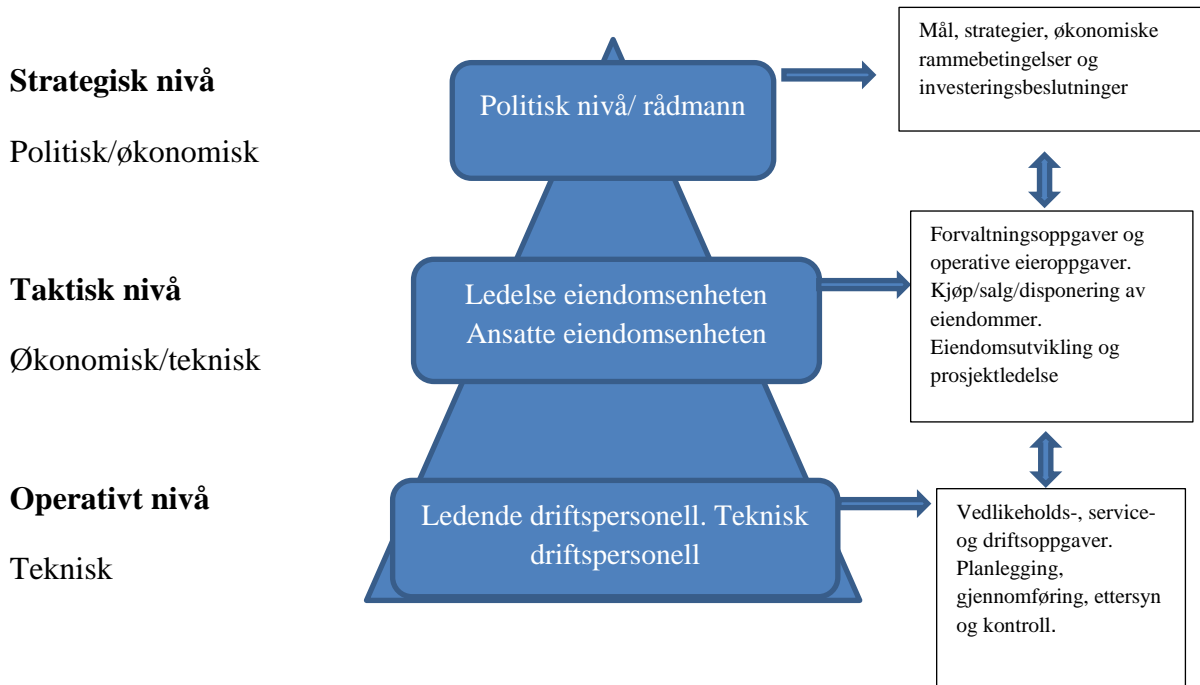 Strategisk nivå
Politisk/økonomisk
Politisk nivå/ rådmann
Mål, strategier, økonomiske
rammebetingelser og
investeringsbeslutninger
Taktisk nivå
Økonomisk/teknisk
Ledelse eiendomsenheten
Ansatte eiendomsenheten
Forvaltningsoppgaver og
operative eieroppgaver.
Kjøp/salg/disponering av
eiendommer.
Eiendomsutvikling og
prosjektledelse
Operativt nivå
Teknisk
Ledende driftspersonell. Teknisk
driftspersonell
Vedlikeholds-, service-
og driftsoppgaver.
Planlegging,
gjennomføring, ettersyn
og kontroll.